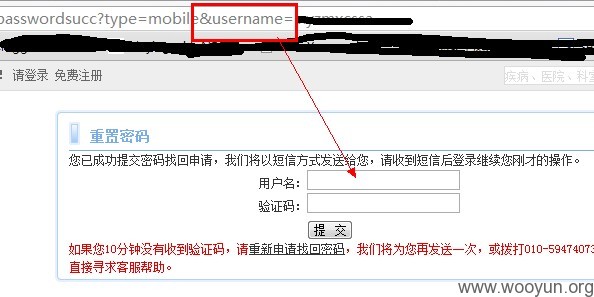 passwordsucc?type=mobile&username=
请登录 免费注册
疾病、医院、科室
重置密码
您已成功提交密码找回申请，我们将以短信方式发送给您，请收到短信后登录继续您刚才的操作。
用户名：
验证码：
提 交
如果您10分钟没有收到验证码，请重新申请找回密码，我们将为您再发送一次，或拨打010-59474073
直接寻求客服帮助。
www.wooyun.org